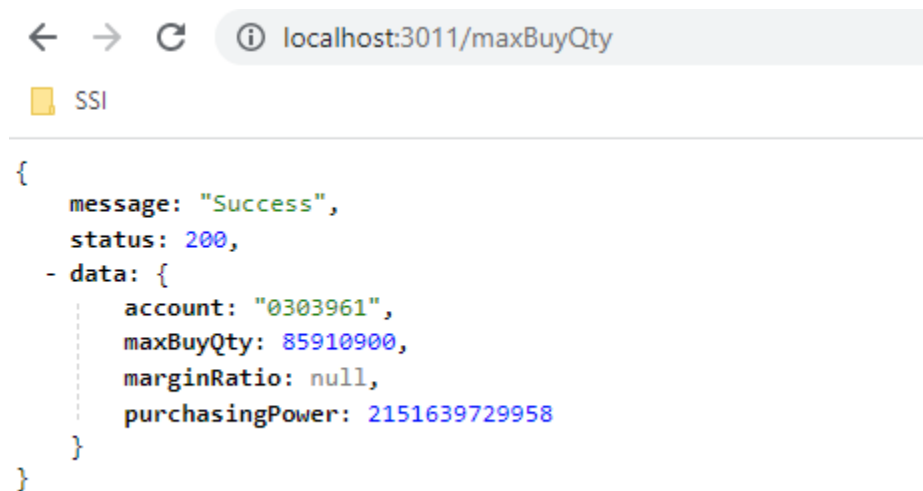 localhost:3011/maxBuyQty
SSI
{
message: "Success",
status: 200,
- data: {
account: "0303961",
maxBuyQty: 85910900,
marginRatio: null,
purchasingPower: 2151639729958
}
}